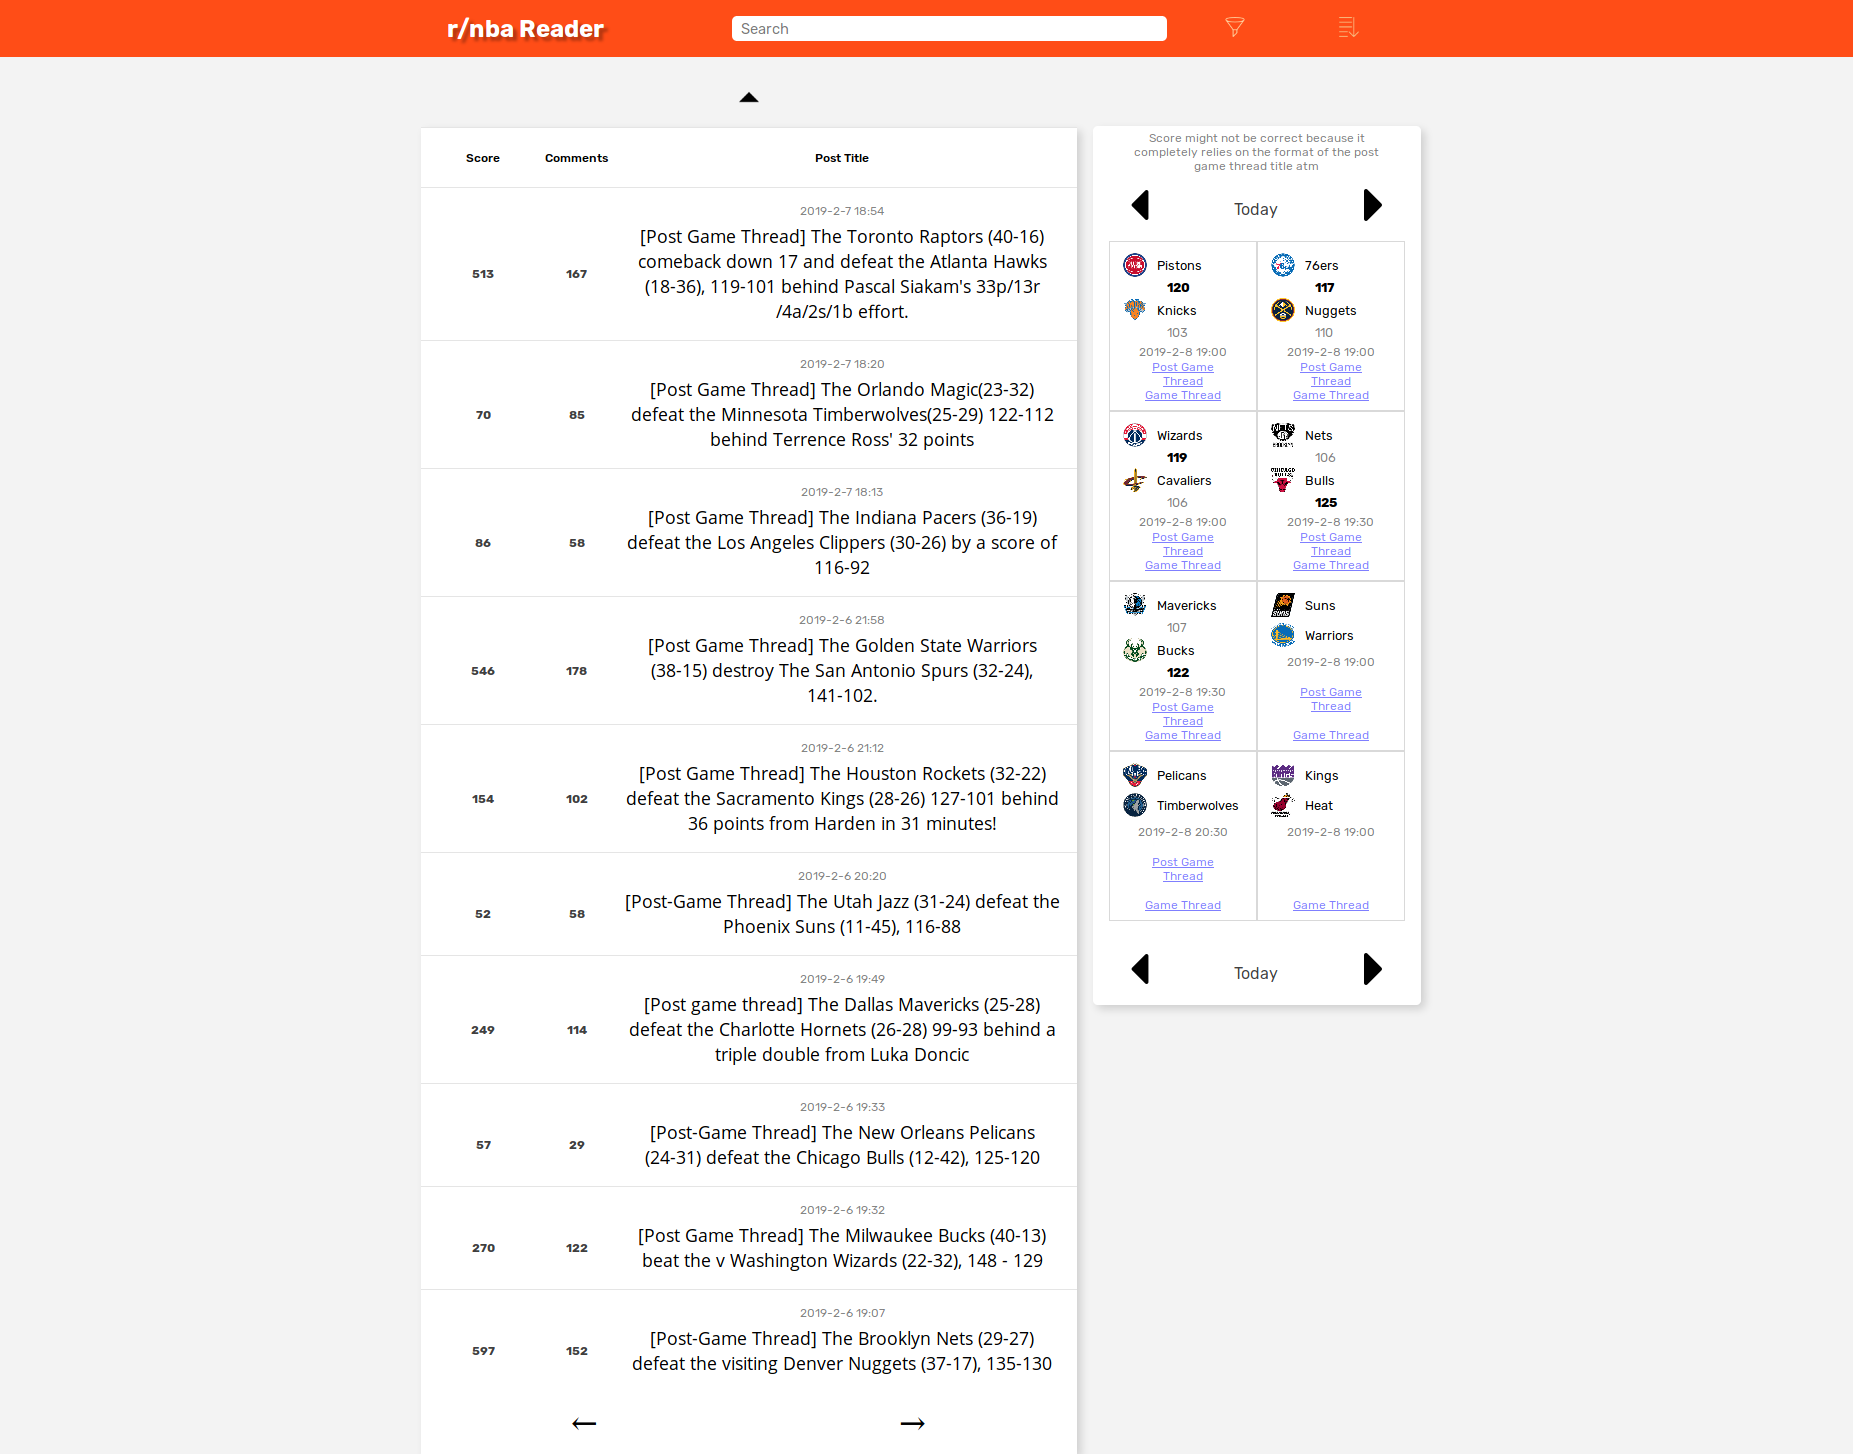 r/nba Reader
Search
Score Comments Post Title
2019-2-7 18:54
[Post Game Thread] The Toronto Raptors (40-16)
comeback down 17 and defeat the Atlanta Hawks
(18-36), 119-101 behind Pascal Siakam's 33p/13r
/4a/2s/1b effort.
513 167
2019-2-7 18:20
[Post Game Thread] The Orlando Magic(23-32)
defeat the Minnesota Timberwolves(25-29) 122-112
behind Terrence Ross' 32 points
70 85
2019-2-7 18:13
[Post Game Thread] The Indiana Pacers (36-19)
defeat the Los Angeles Clippers (30-26) by a score of
116-92
86 58
2019-2-6 21:58
[Post Game Thread] The Golden State Warriors
(38-15) destroy The San Antonio Spurs (32-24),
141-102.
546 178
2019-2-6 21:12
[Post Game Thread] The Houston Rockets (32-22)
defeat the Sacramento Kings (28-26) 127-101 behind
36 points from Harden in 31 minutes!
154 102
2019-2-6 20:20
[Post-Game Thread] The Utah Jazz (31-24) defeat the
Phoenix Suns (11-45), 116-88
52 58
2019-2-6 19:49
[Post game thread] The Dallas Mavericks (25-28)
defeat the Charlotte Hornets (26-28) 99-93 behind a
triple double from Luka Doncic
249 114
2019-2-6 19:33
[Post-Game Thread] The New Orleans Pelicans
(24-31) defeat the Chicago Bulls (12-42), 125-120
57 29
2019-2-6 19:32
[Post Game Thread] The Milwaukee Bucks (40-13)
beat the v Washington Wizards (22-32), 148 - 129
270 122
2019-2-6 19:07
[Post-Game Thread] The Brooklyn Nets (29-27)
defeat the visiting Denver Nuggets (37-17), 135-130
597 152
Score might not be correct because it
completely relies on the format of the post
game thread title atm
Today
Pistons
120
Knicks
103
2019-2-8 19:00
Post Game
Thread
Game Thread
76ers
117
Nuggets
110
2019-2-8 19:00
Post Game
Thread
Game Thread
Wizards
119
Cavaliers
106
2019-2-8 19:00
Post Game
Thread
Game Thread
Nets
106
Bulls
125
2019-2-8 19:30
Post Game
Thread
Game Thread
Mavericks
107
Bucks
122
2019-2-8 19:30
Post Game
Thread
Game Thread
Suns
Warriors
2019-2-8 19:00
Post Game
Thread
Game Thread
Pelicans
Timberwolves
2019-2-8 20:30
Post Game
Thread
Game Thread
Kings
Heat
2019-2-8 19:00
Game Thread
Today